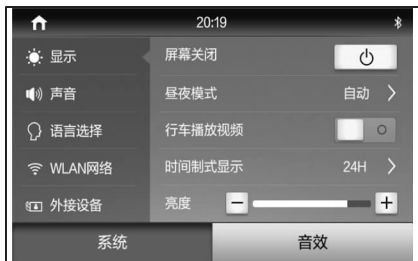 20:19
显示
声音
语言选择
WLAN网络
外接设备
屏幕关闭
昼夜模式 自动
行车播放视频
时间制式显示 24H
亮度
系统 音效